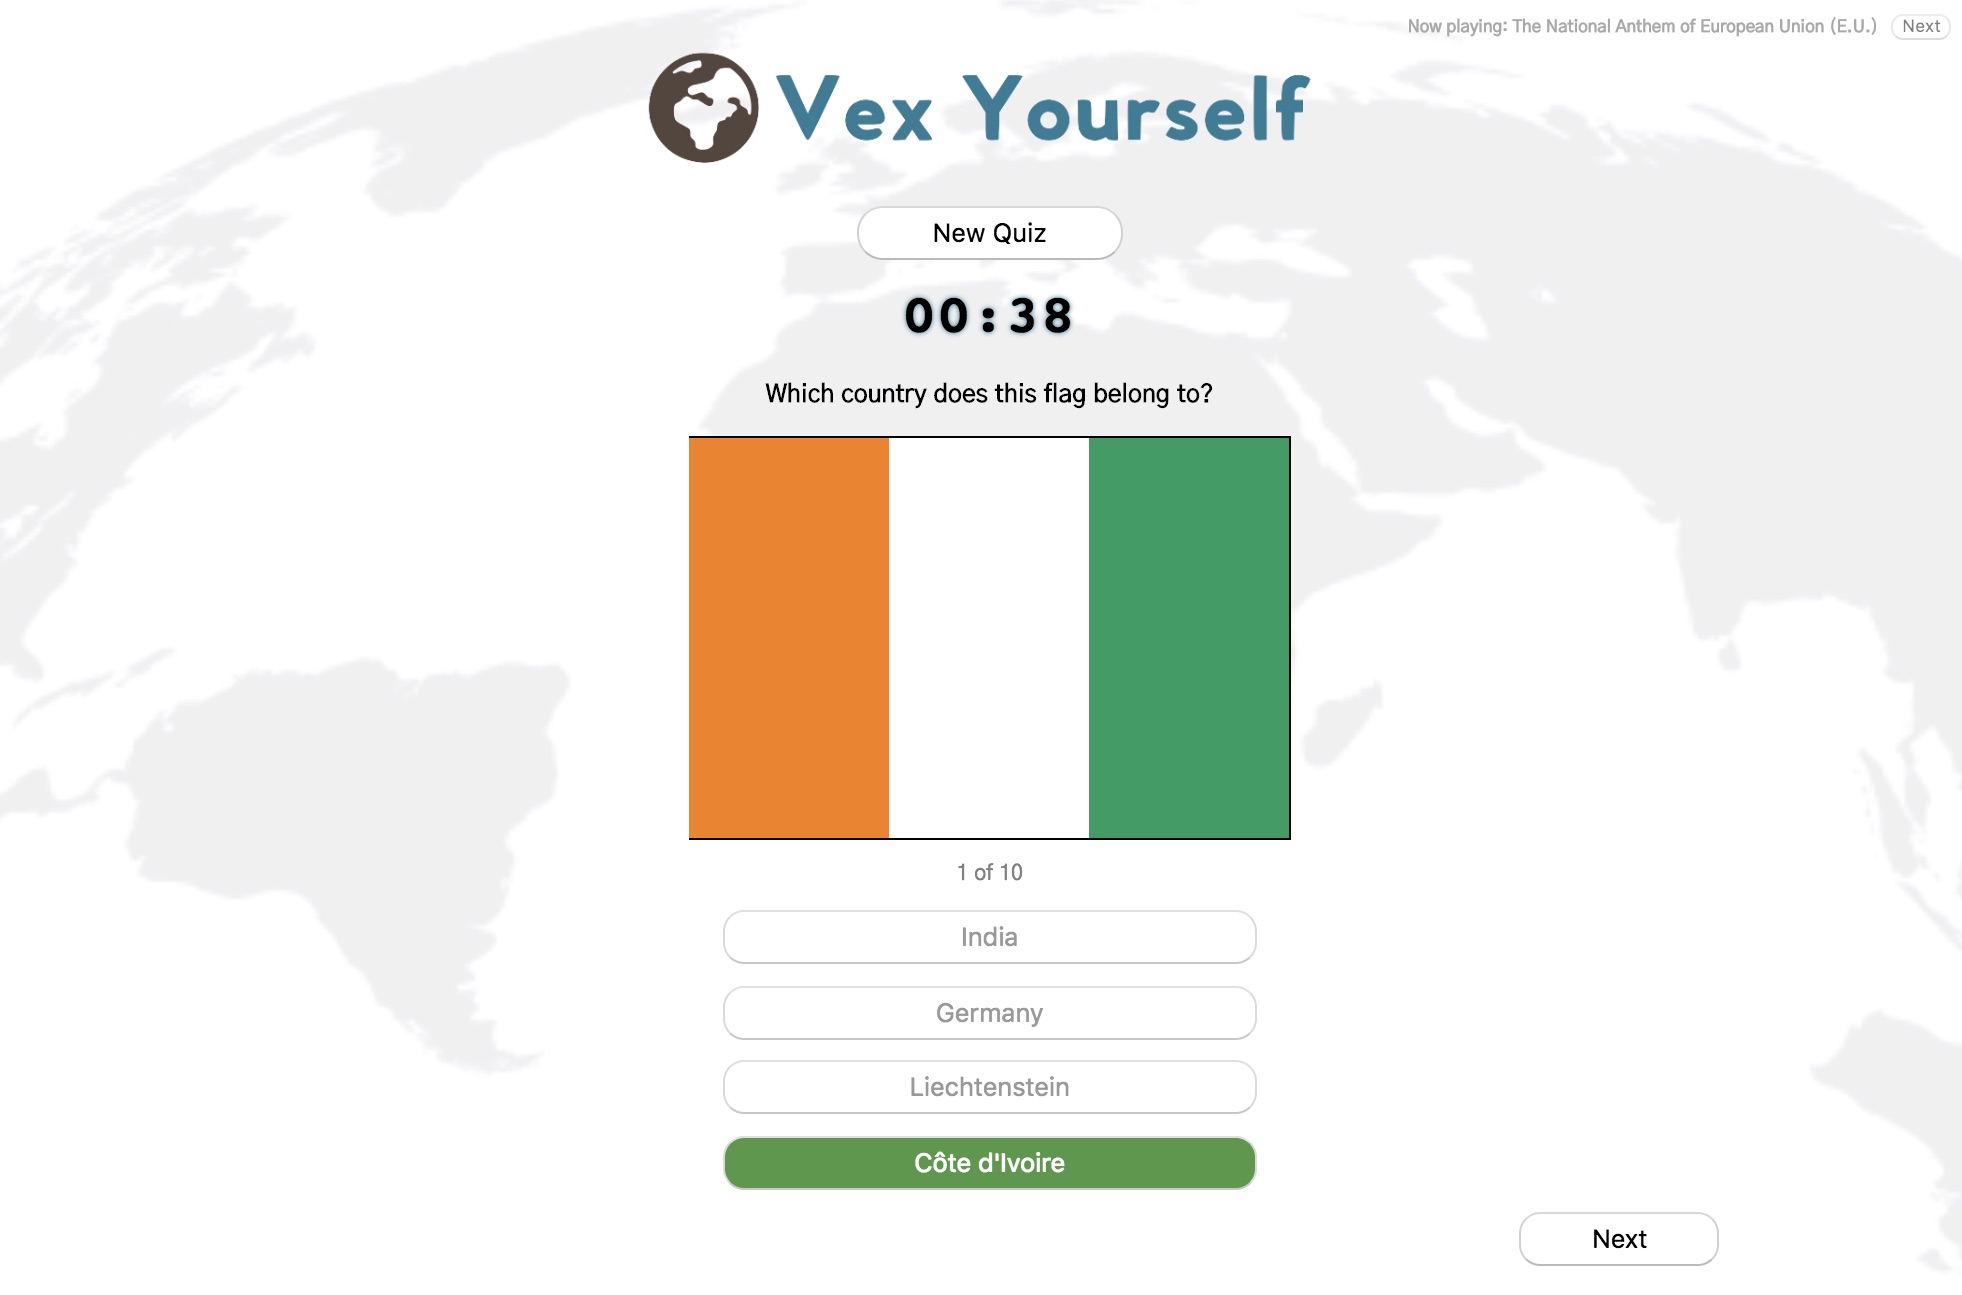 Now playing: The National Anthem of European Union (E.U.) Next
Vex Yourself
New Quiz
00:38
Which country does this flag belong to?
1 of 10
India
Germany
Liechtenstein
Côte d'Ivoire
Next